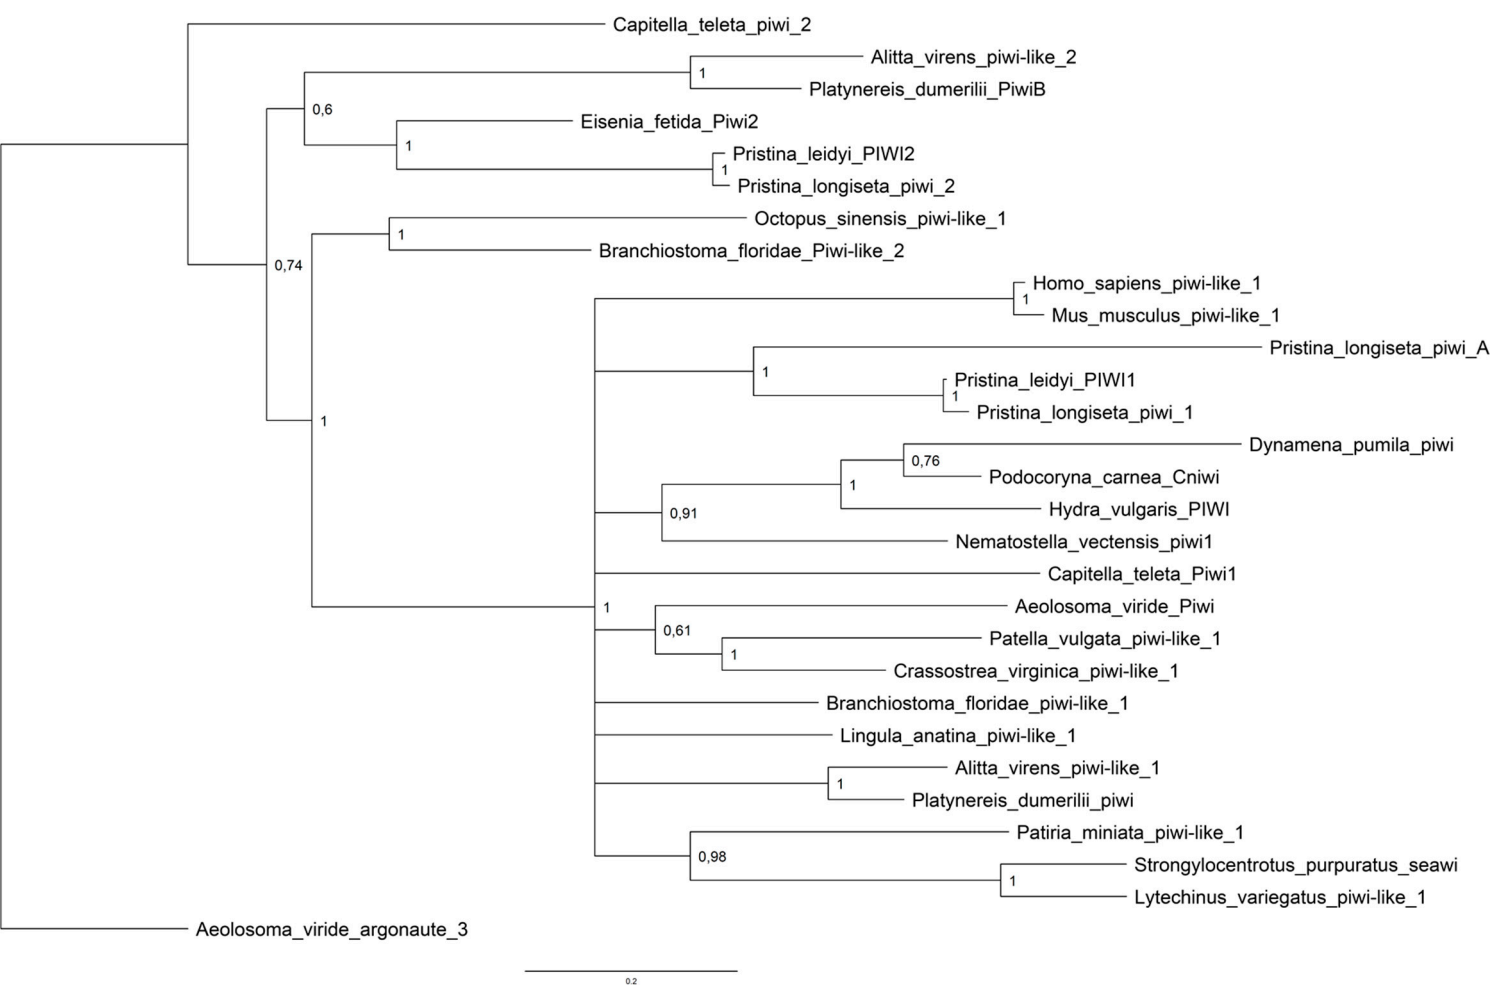 Capitella_teleta_piwi_2
Alitta_virens_piwi-like_2
1
Platynereis_dumerilii_PiwiB
0,6
Eisenia_fetida_Piwi2
1
Pristina_leidyi_PIWI2
1
Pristina_longiseta_piwi_2
Octopus_sinensis_piwi-like_1
1
Branchiostoma_floridae_Piwi-like_2
0,74
Homo_sapiens_piwi-like_1
1
Mus_musculus_piwi-like_1
Pristina_longiseta_piwi_A
1
Pristina_leidyi_PIWI1
1
Pristina_longiseta_piwi_1
1
Dynamena_pumila_piwi
0,76
Podocoryna_carnea_Cniwi
1
Hydra_vulgaris_PIWI
0,91
Nematostella_vectensis_piwi1
Capitella_teleta_Piwi1
1
Aeolosoma_viride_Piwi
0,61
Patella_vulgata_piwi-like_1
1
Crassostrea_virginica_piwi-like_1
Branchiostoma_floridae_piwi-like_1
Lingula_anatina_piwi-like_1
Alitta_virens_piwi-like_1
1
Platynereis_dumerilii_piwi
Patiria_miniata_piwi-like_1
0,98
Strongylocentrotus_purpuratus_seawi
1
Lytechinus_variegatus_piwi-like_1
Aeolosoma_viride_argonaute_3
0.2